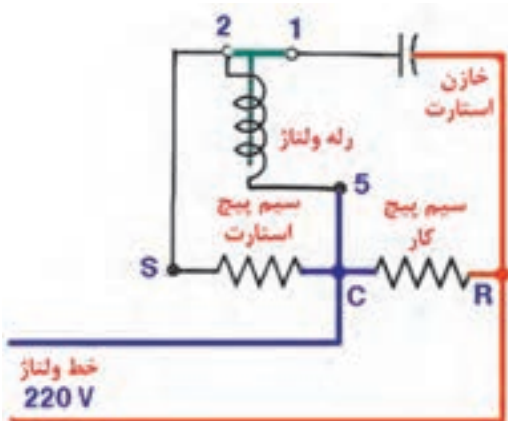 2
1
خازن
استارت
رله ولتاژ
5
سیم پیچ
استارت
سیم پیچ
کار
S
C
R
خط ولتاژ
220 V